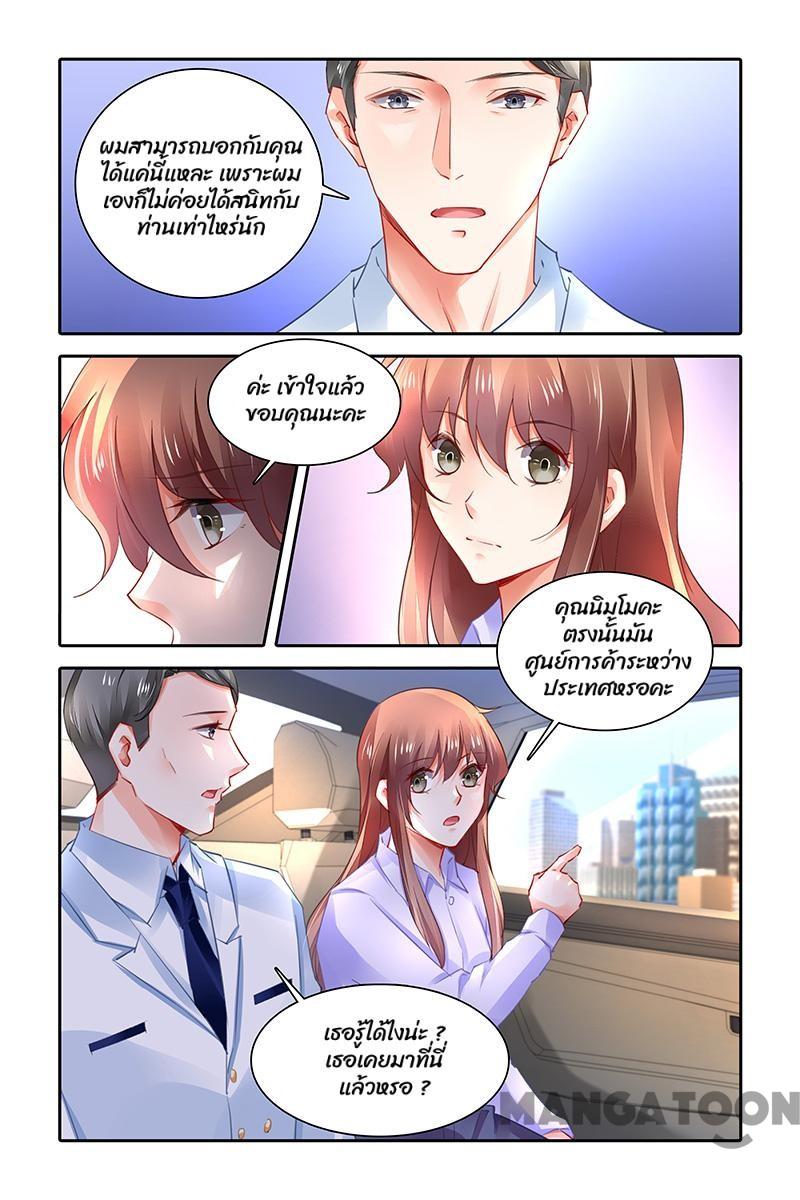 ผมสามารถบอกกับคุณ
ได้แค่นี้แหละ เพราะผม
เองก็ไม่ค่อยได้สนิทกับ
ท่านเท่าไหร่นัก
ค่ะ เข้าใจแล้ว
ขอบคุณนะคะ
คุณนิมโมคะ
ตรงนั้นมัน
ศูนย์การค้าระหว่าง
ประเทศหรอคะ
เธอรู้ได้ไงน่ะ ?
เธอเคยมาที่นี่
แล้วหรอ ?
MANGATOON